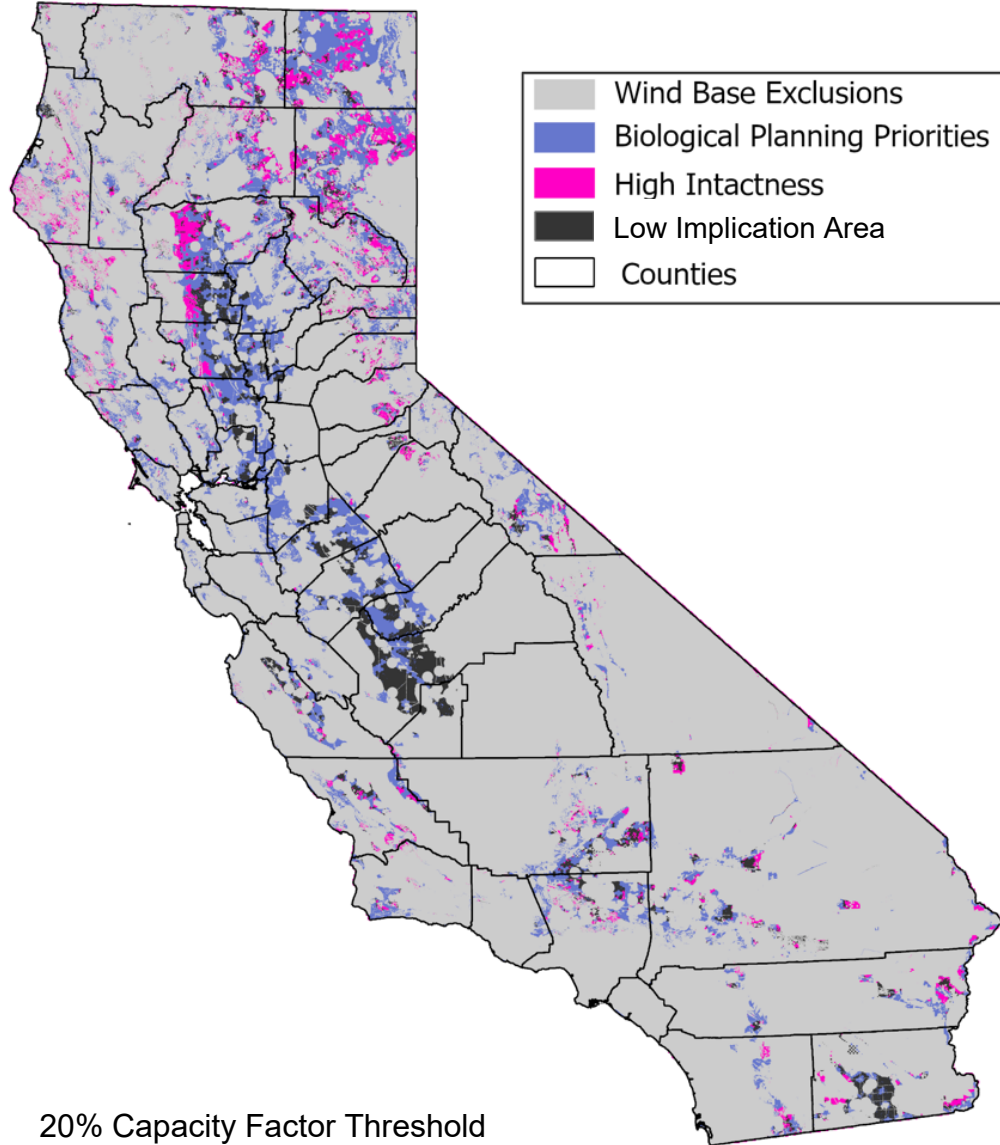 Wind Base Exclusions
Biological Planning Priorities
High Intactness
Low Implication Area
Counties
20% Capacity Factor Threshold